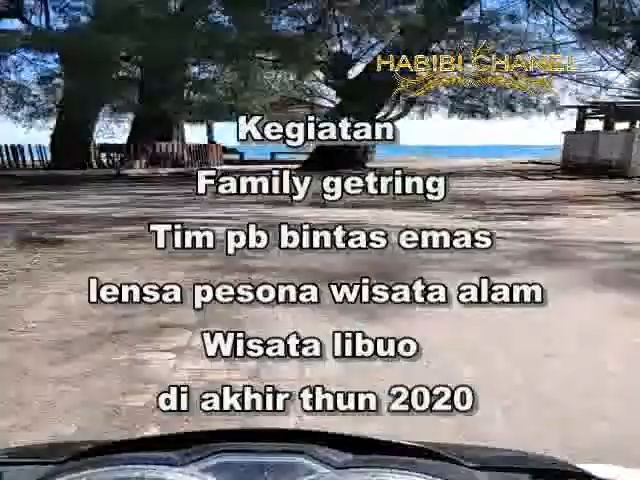 HABIBI CHANEL
Kegiatan
Family getring
Tim pb bintas emas
lensa pesona wisata alam
Wisata libuo
di akhir thun 2020